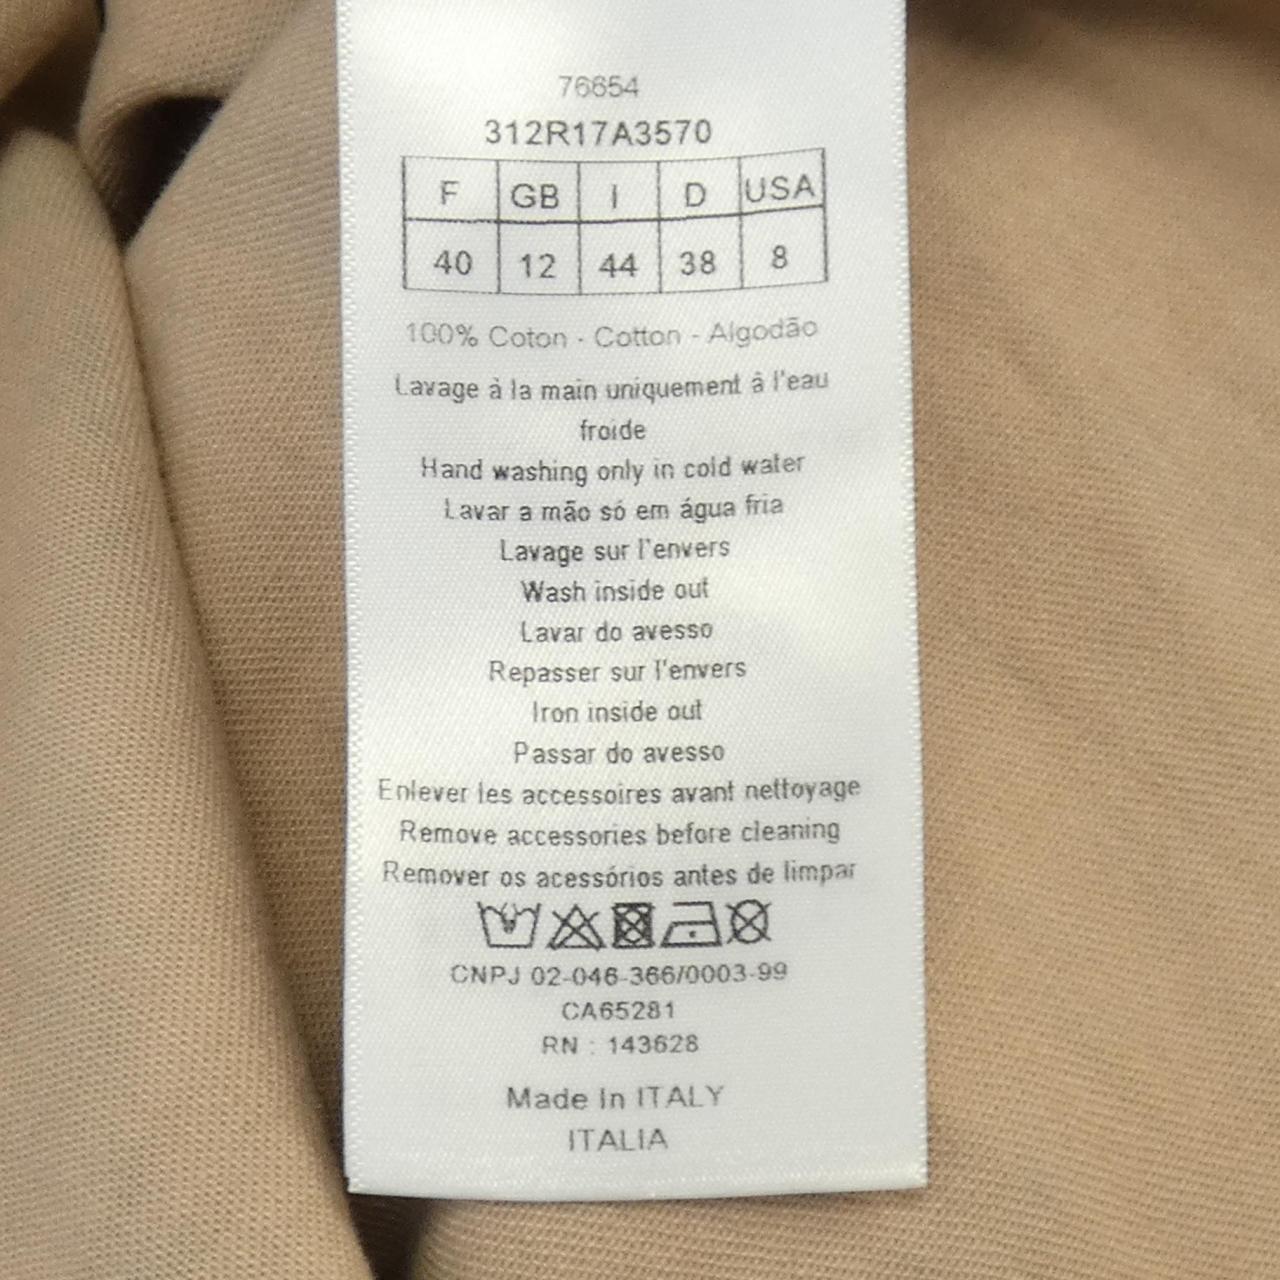 76654
312R17A3570
F GB I D USA
40 12 44 38 8
100% Coton - Cotton - Algodão
Lavage à la main uniquement à l'eau
froide
Hand washing only in cold water
Lavar a mão só em água fria
Lavage sur l'envers
Wash inside out
Lavar do avesso
Repasser sur l'envers
Iron inside out
Passar do avesso
Enlever les accessoires avant nettoyage
Remove accessories before cleaning
Remover os acessórios antes de limpar
CNPJ 02-046-366/0003-99
CA65281
RN : 143628
Made In ITALY
ITALIA